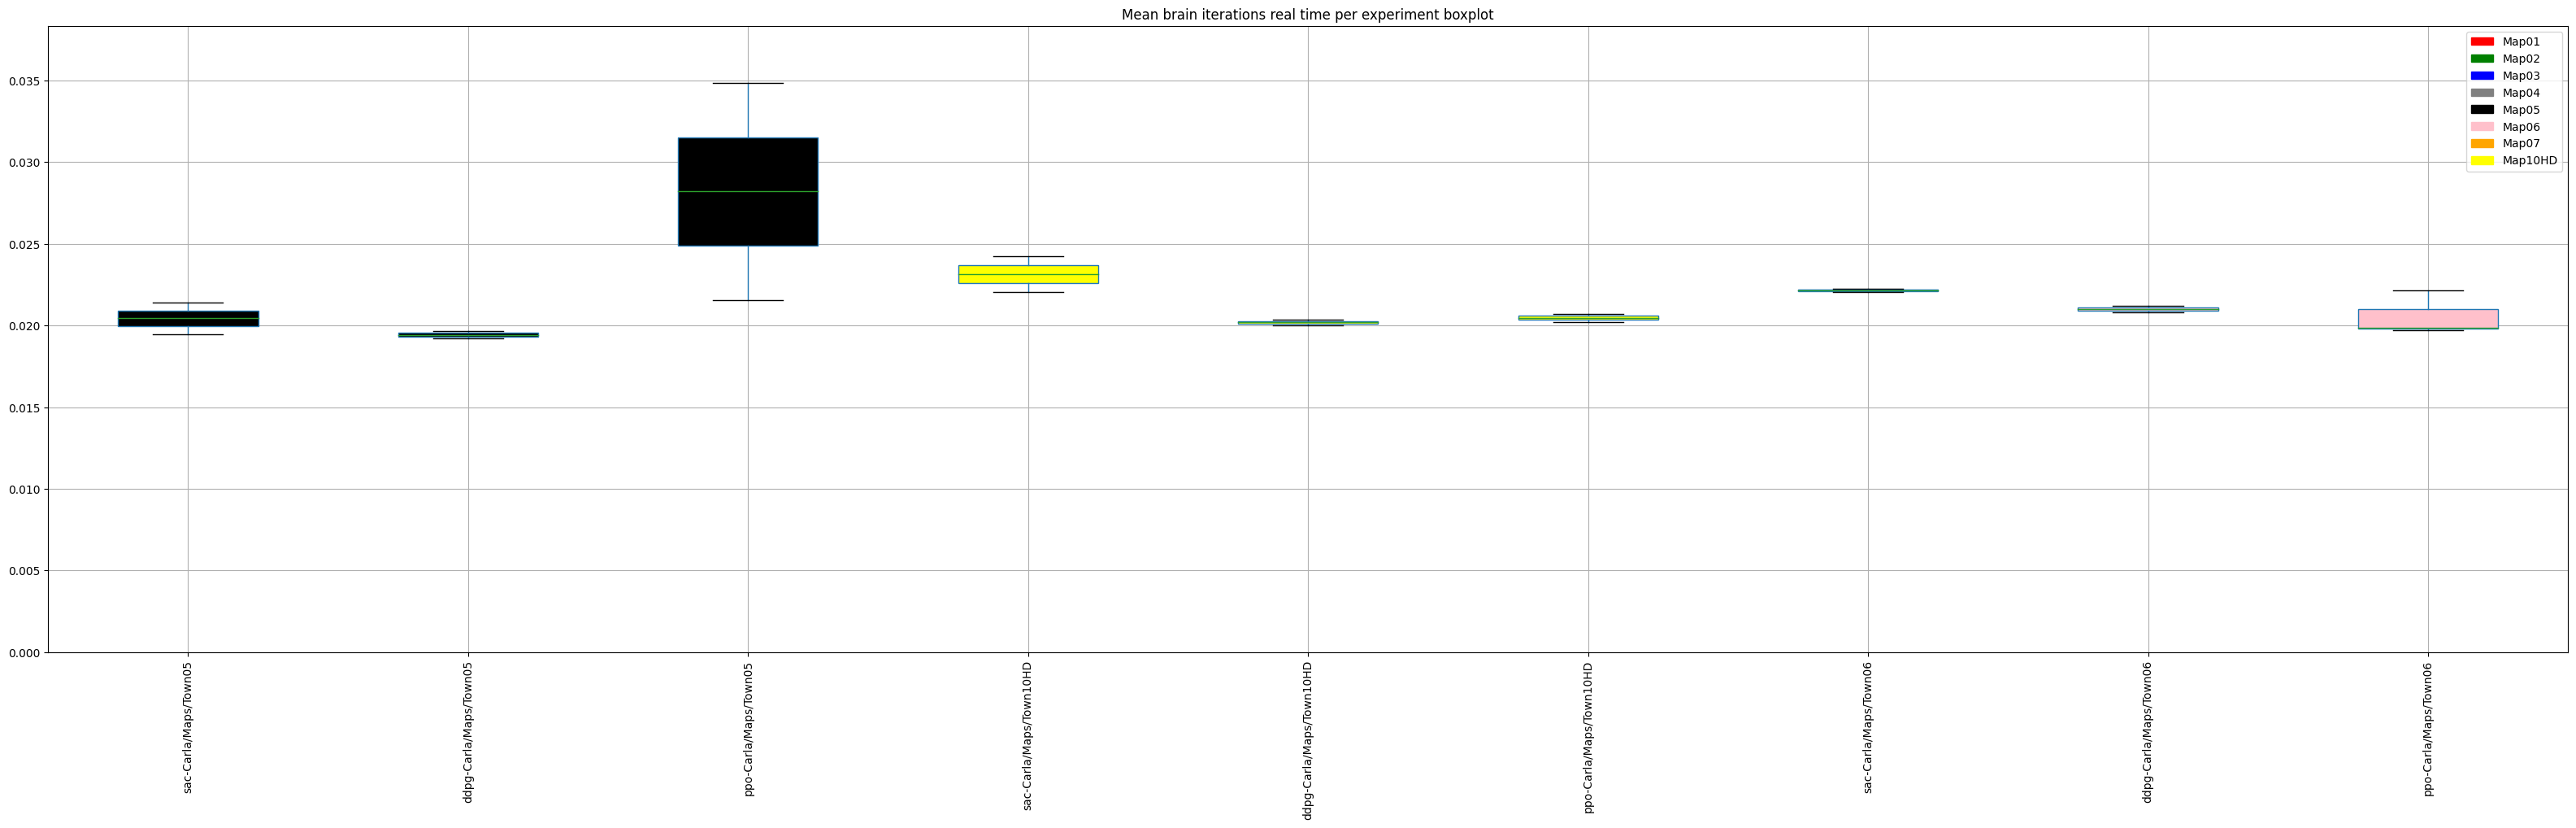 Mean brain iterations real time per experiment boxplot
Map01
Map02
Map03
Map04
Map05
Map06
Map07
Map10HD
0.035
0.030
0.025
0.020
0.015
0.010
0.005
0.000
sac-Carla/Maps/Town05
ddpg-Carla/Maps/Town05
ppo-Carla/Maps/Town05
sac-Carla/Maps/Town10HD
ddpg-Carla/Maps/Town10HD
ppo-Carla/Maps/Town10HD
sac-Carla/Maps/Town06
ddpg-Carla/Maps/Town06
ppo-Carla/Maps/Town06